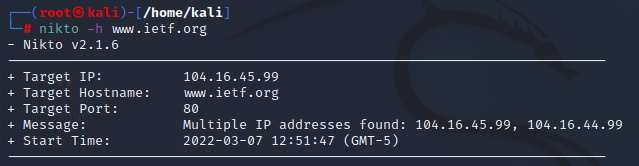 (root㉿kali)-[/home/kali]
# nikto -h www.ietf.org
- Nikto v2.1.6
+ Target IP: 104.16.45.99
+ Target Hostname: www.ietf.org
+ Target Port: 80
+ Message: Multiple IP addresses found: 104.16.45.99, 104.16.44.99
+ Start Time: 2022-03-07 12:51:47 (GMT-5)